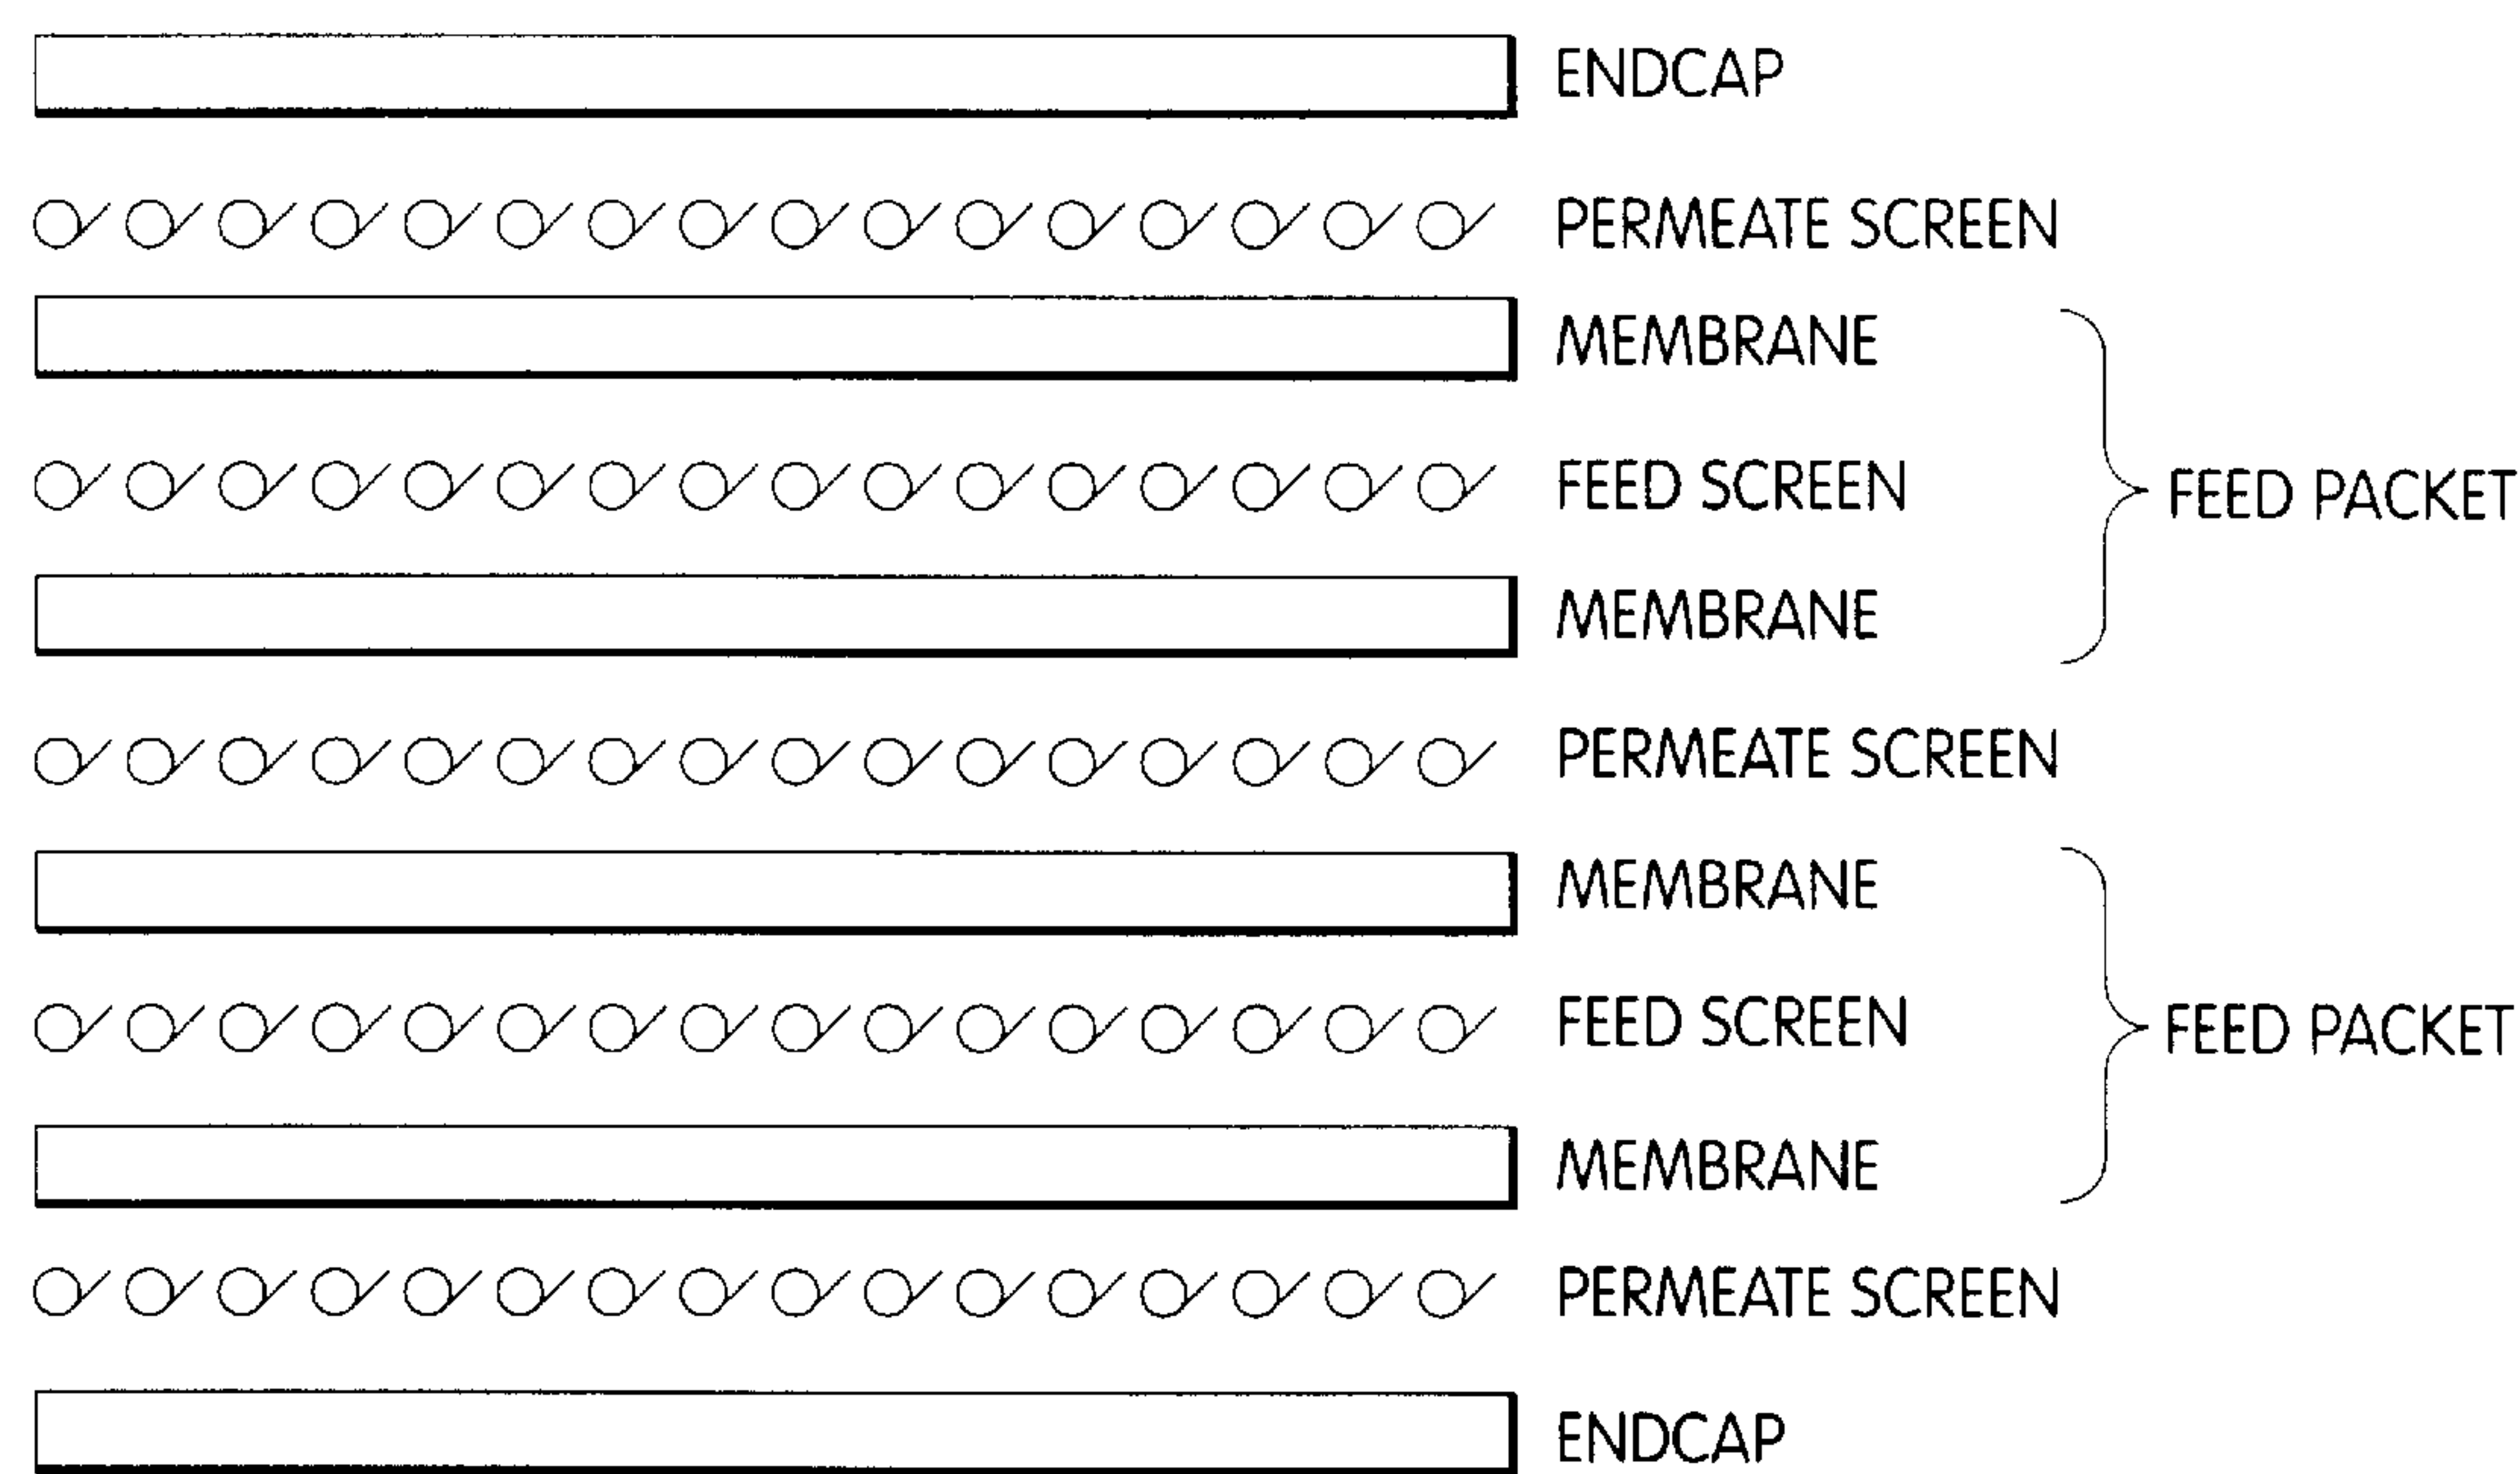 ENDCAP
PERMEATE SCREEN
MEMBRANE
FEED SCREEN
FEED PACKET
MEMBRANE
PERMEATE SCREEN
MEMBRANE
FEED SCREEN
FEED PACKET
MEMBRANE
PERMEATE SCREEN
ENDCAP